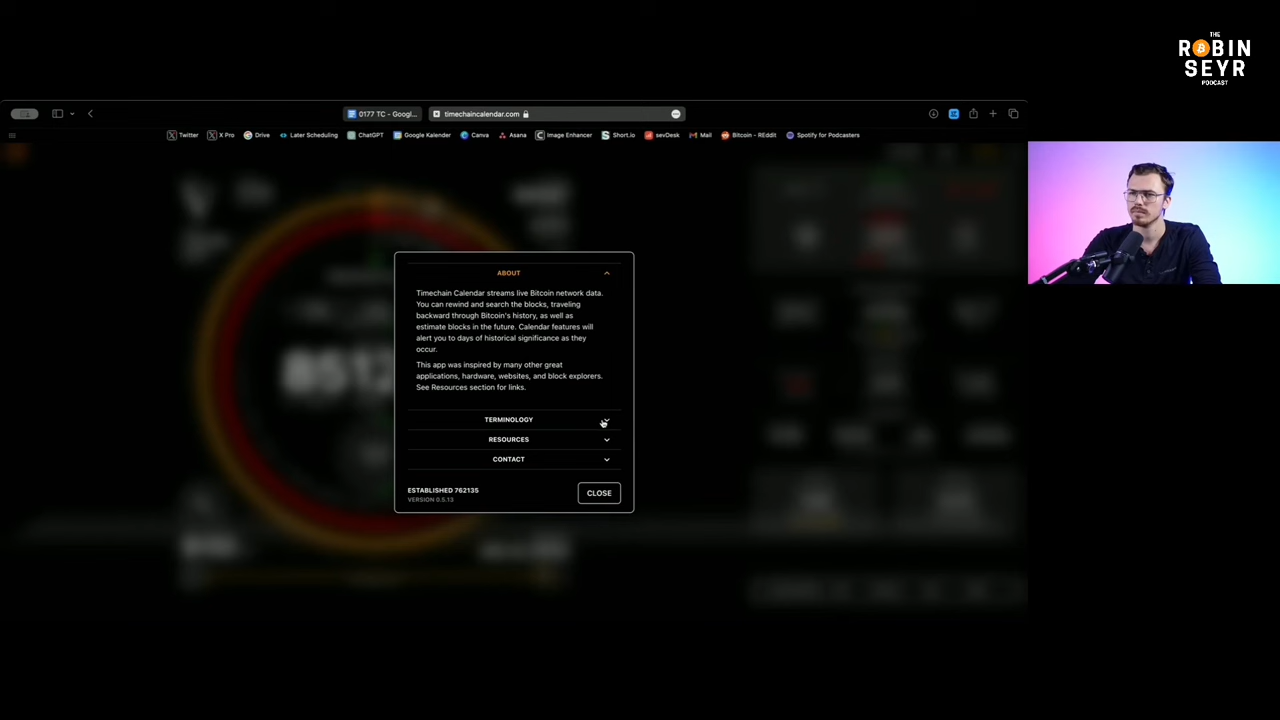 THE
ROBIN
SEYR
PODCAST
0177 TC - Googl...
timechaincalendar.com
Twitter
X Pro
Drive
Later Scheduling
ChatGPT
Google Kalender
Canva
Asana
Image Enhancer
Short.io
sevDesk
Mail
Bitcoin - REddit
Spotify for Podcasters
ABOUT
Timechain Calendar streams live Bitcoin network data.
You can rewind and search the blocks, traveling
backward through Bitcoin's history, as well as
estimate blocks in the future. Calendar features will
alert you to days of historical significance as they
occur.
This app was inspired by many other great
applications, hardware, websites, and block explorers.
See Resources section for links.
TERMINOLOGY
RESOURCES
CONTACT
ESTABLISHED 762135
VERSION 0.5.13
CLOSE